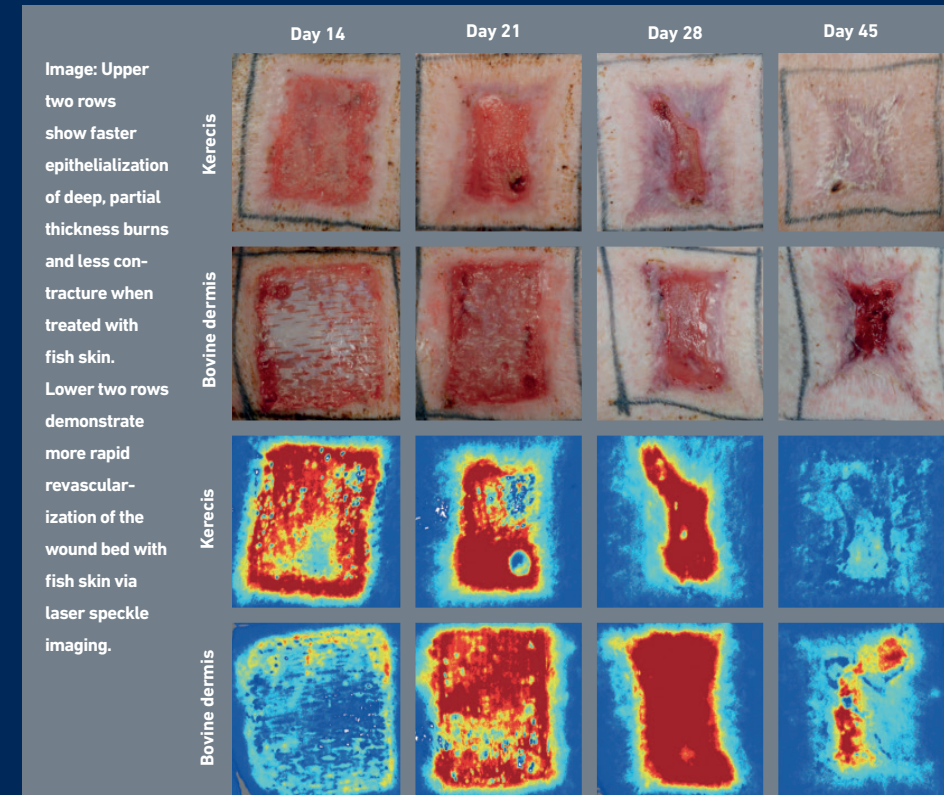 Day 14
Day 21
Day 28
Day 45
Image: Upper
two rows
show faster
epithelialization
of deep, partial
thickness burns
and less con-
tracture when
treated with
fish skin.
Lower two rows
demonstrate
more rapid
revascular-
ization of the
wound bed with
fish skin via
laser speckle
imaging.
Kerecis
Bovine dermis
Kerecis
Bovine dermis